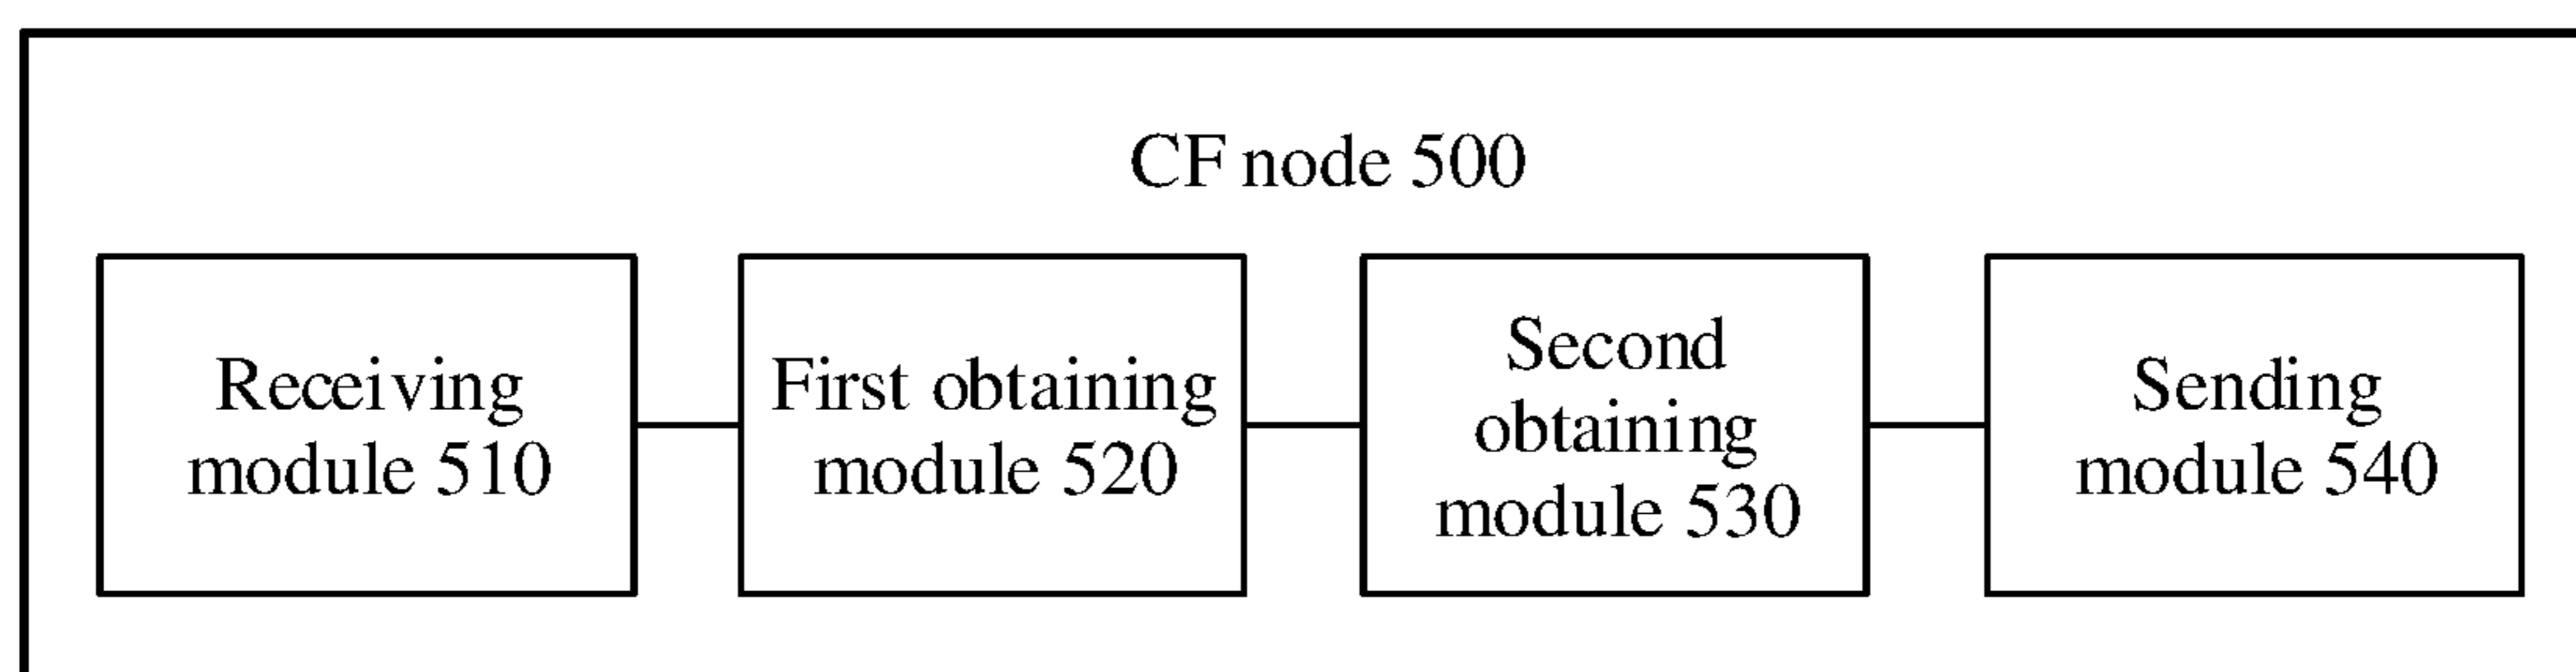 CF node 500
Receiving
module 510
First obtaining
module 520
Second
obtaining
module 530
Sending
module 540